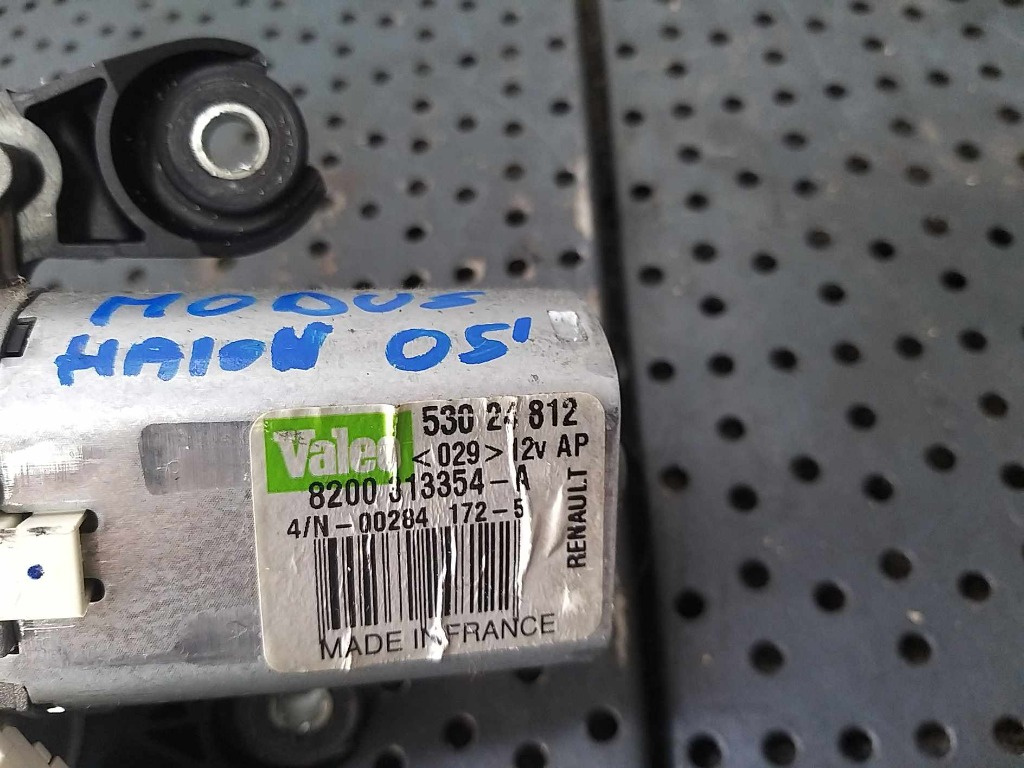 MODUS
HAION 05'
Valeo 530 24 812
<029> 12v AP
8200 313354-A
4/N-00284 172-5
RENAULT
MADE IN FRANCE